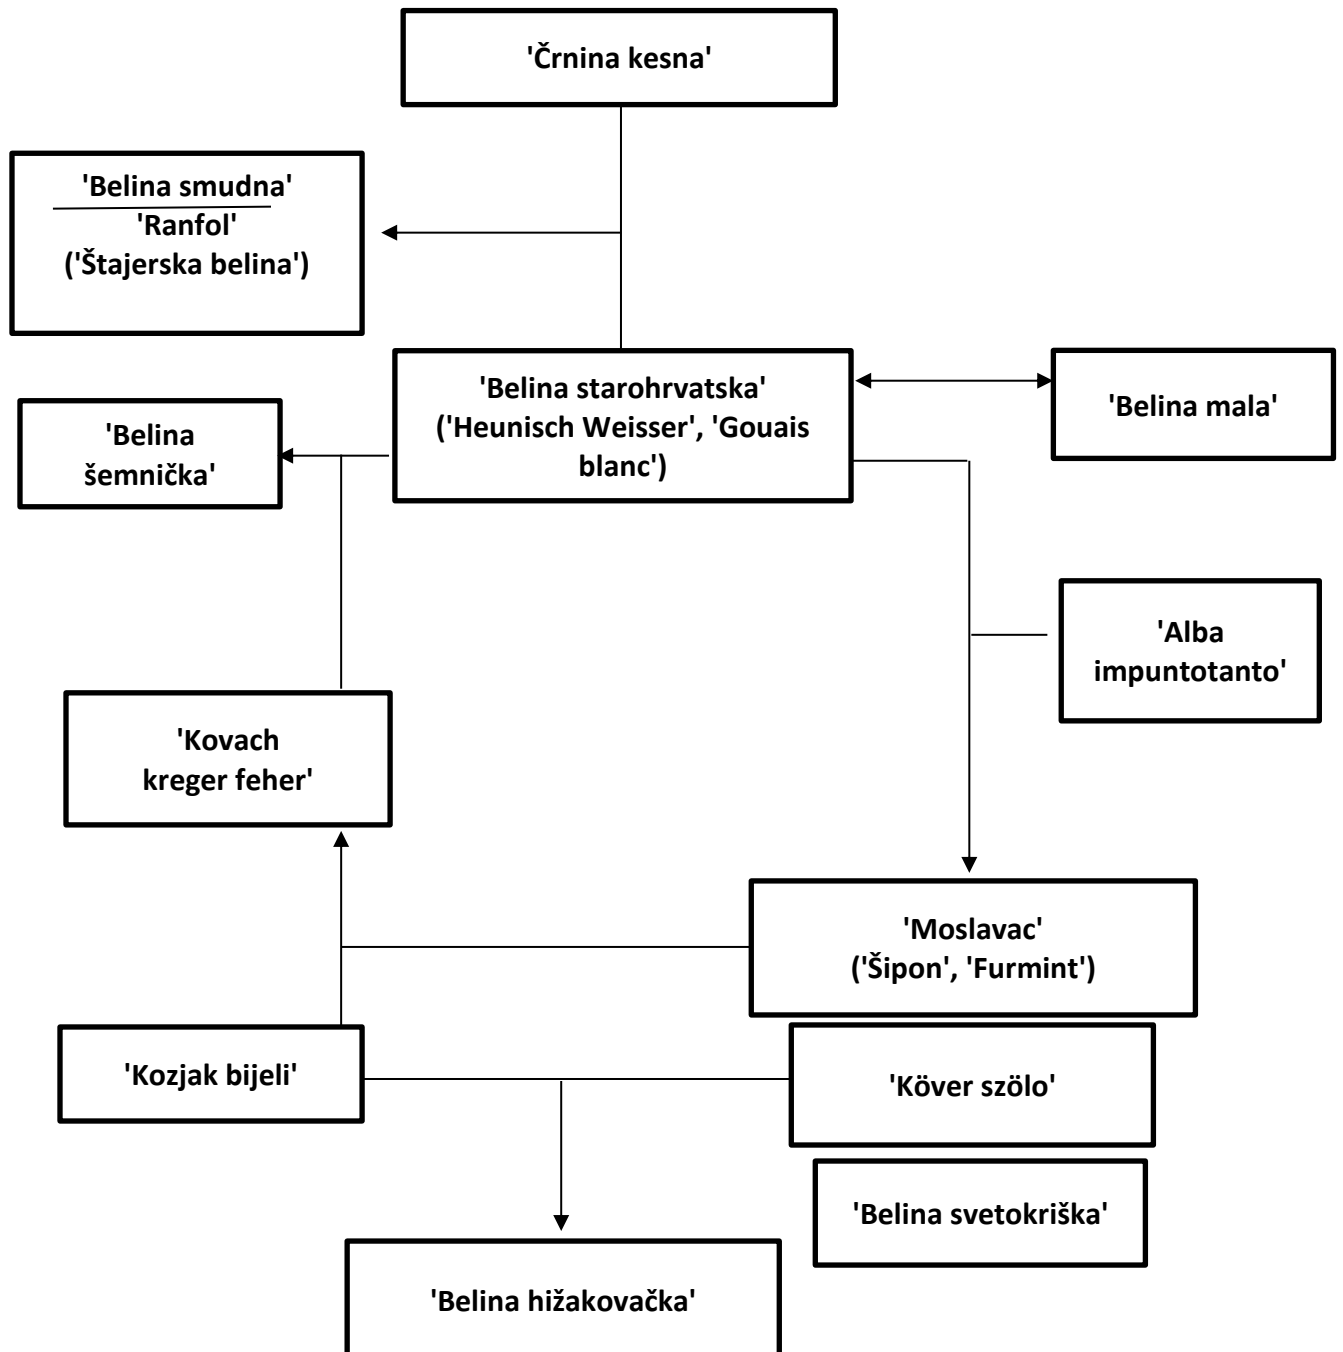 'Črnina kesna'
'Belina smudna'
'Ranfol'
('Štajerska belina')
'Belina starohrvatska'
('Heunisch Weisser', 'Gouais
blanc')
'Belina mala'
'Belina
šemnička'
'Alba
impuntotanto'
'Kovach
kreger feher'
'Moslavac'
('Šipon', 'Furmint')
'Kozjak bijeli'
'Köver szölo'
'Belina svetokriška'
'Belina hižakovačka'